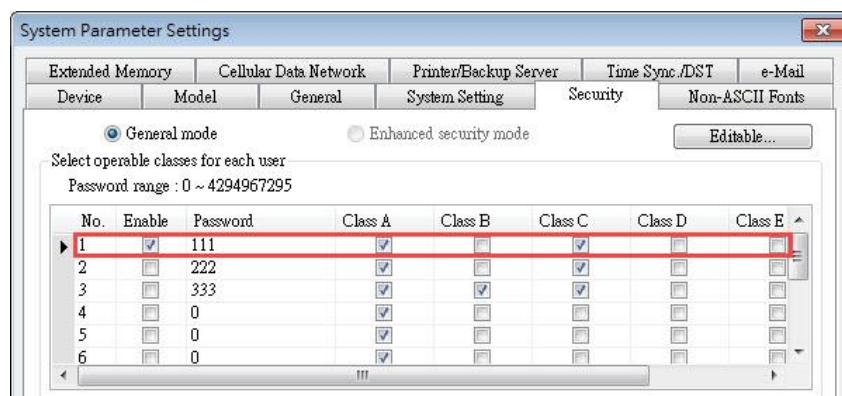 System Parameter Settings
Extended Memory Cellular Data Network Printer/Backup Server Time Sync./DST e-Mail
Device Model General System Setting Security Non-ASCII Fonts
General mode Enhanced security mode Editable...
Select operable classes for each user
Password range : 0 ~ 4294967295
No. Enable Password Class A Class B Class C Class D Class E
1 111
2 222
3 333
4 0
5 0
6 0